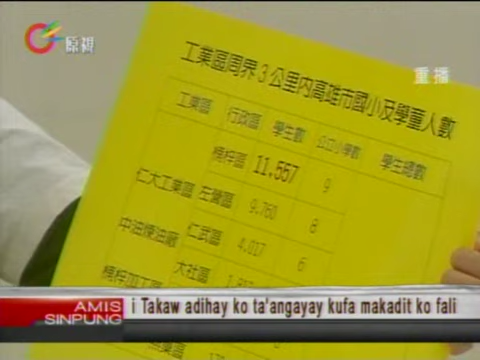 原視
重播
工業區周界3公里內高雄市國小及學童人數
工業區 行政區 學生數 公立小學數 學生總數
楠梓區 11,557 9
仁大工業區 左營區 9,760 8
中油煉油廠 仁武區 4,017 6
大社區
AMIS SINPUNG
i Takaw adihay ko ta'angayay kufa makadit ko fali